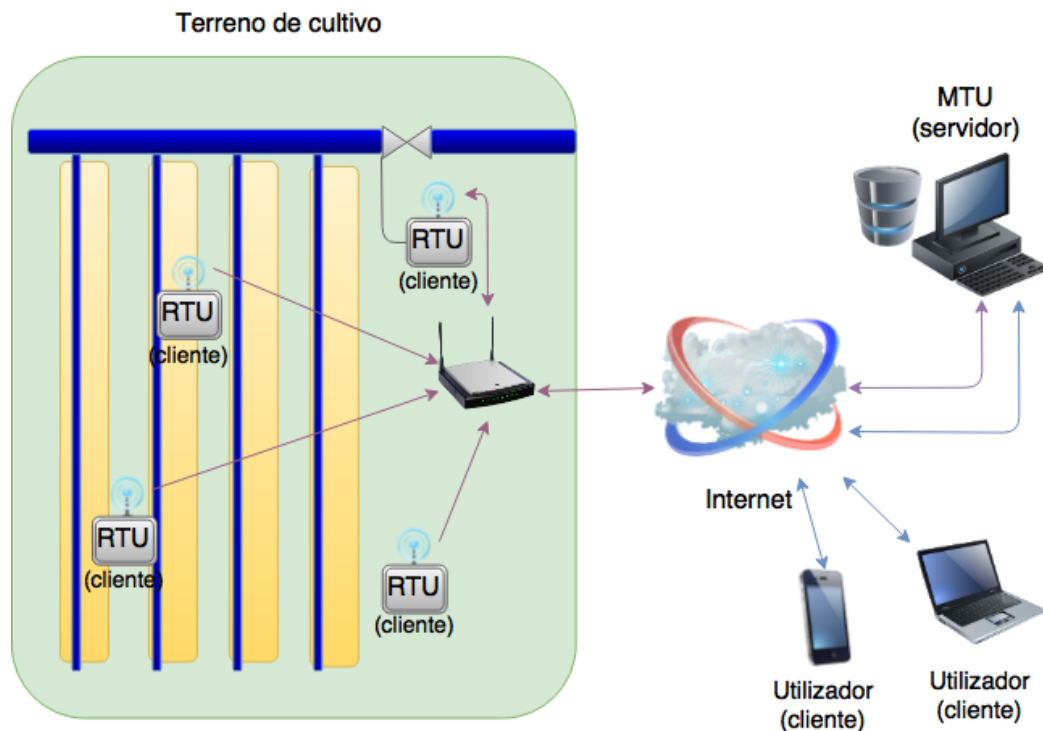 Terreno de cultivo
MTU
(servidor)
RTU
(cliente)
RTU
(cliente)
RTU
(cliente)
RTU
(cliente)
Internet
Utilizador
(cliente)
Utilizador
(cliente)